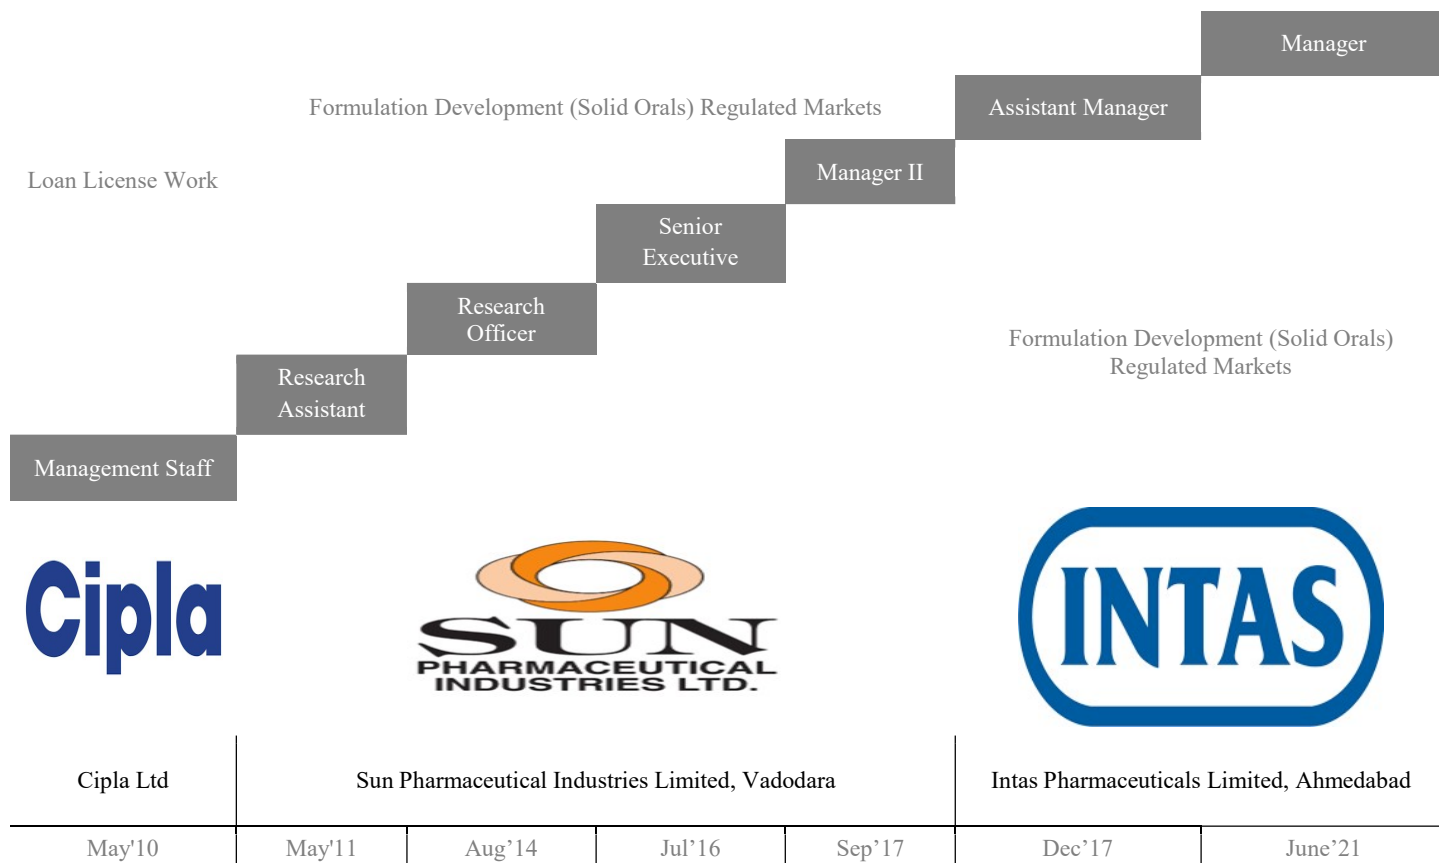 Manager
Formulation Development (Solid Orals) Regulated Markets
Assistant Manager
Loan License Work
Manager II
Senior
Executive
Research
Officer
Formulation Development (Solid Orals)
Regulated Markets
Research
Assistant
Management Staff
Cipla
SUN
PHARMACEUTICAL
INDUSTRIES LTD.
INTAS
Cipla Ltd
Sun Pharmaceutical Industries Limited, Vadodara
Intas Pharmaceuticals Limited, Ahmedabad
May'10
May'11
Aug’14
Jul’16
Sep’17
Dec’17
June’21